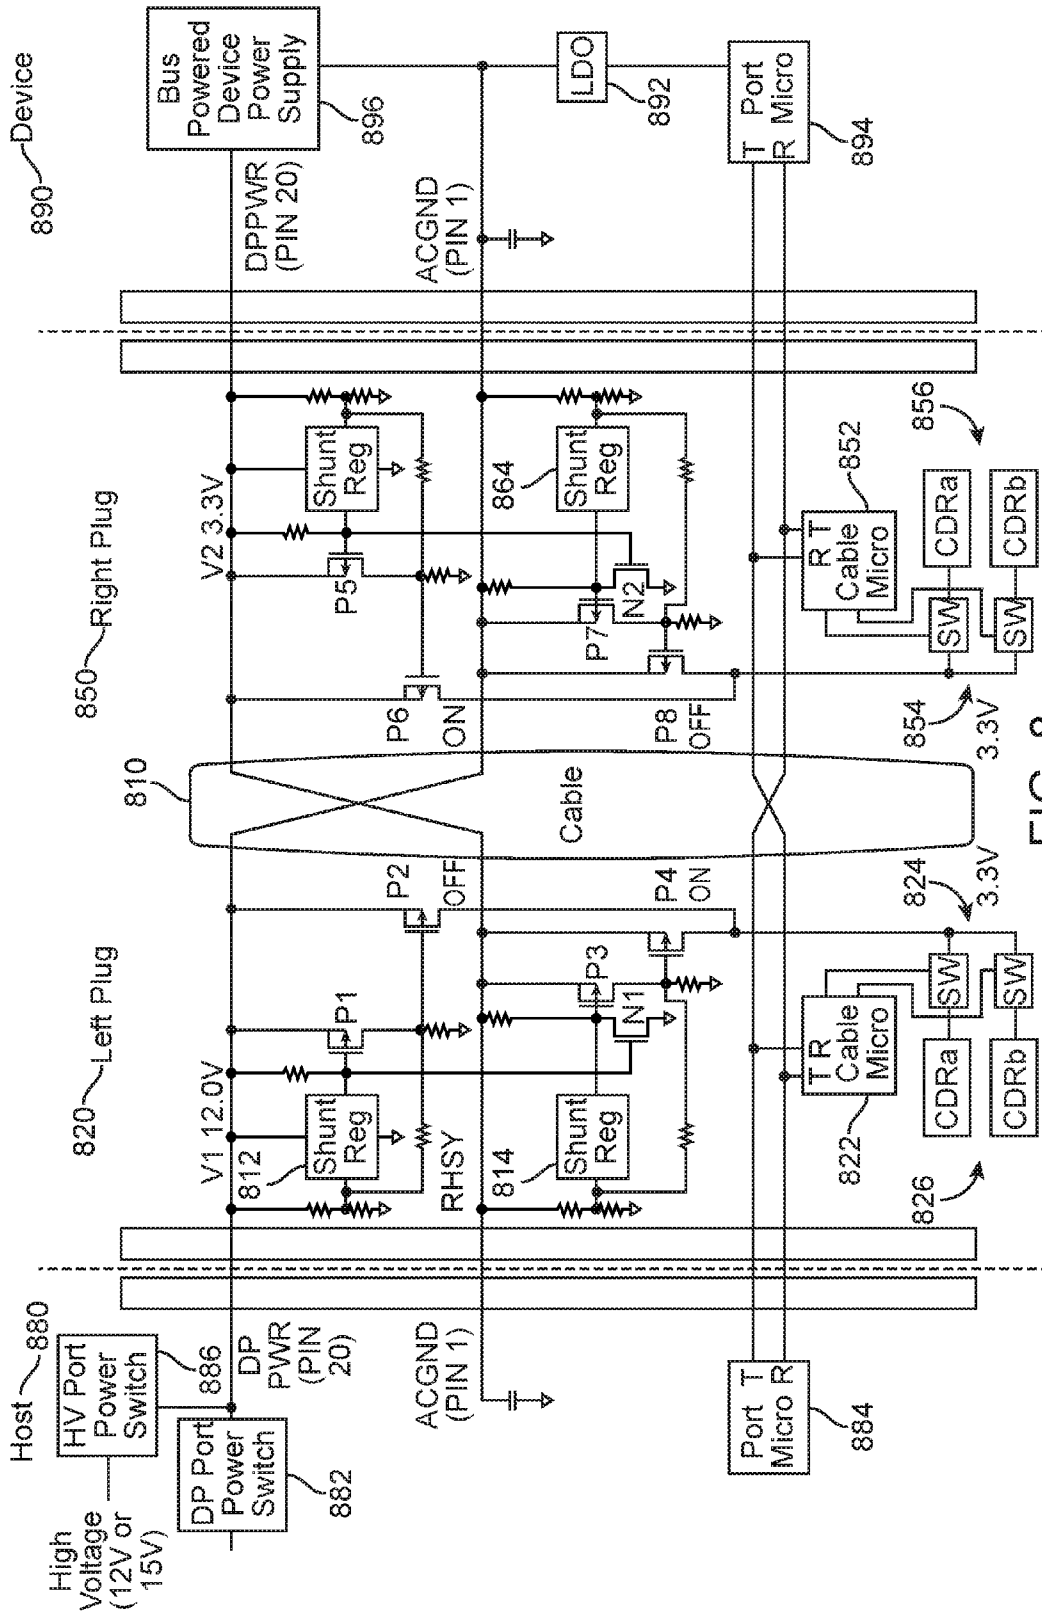 Host 880
High
Voltage
(12V or
15V)
HV Port
Power
Switch
886
DP Port
Power
Switch
882
DP
PWR
(PIN
20)
ACGND
(PIN 1)
Port T
Micro R
884
820 Left Plug
V1 12.0V
812
Shunt
Reg
P1
P2
OFF
RHSY
814
Shunt
Reg
P3
N1
P4
ON
T R
Cable
Micro
822
CDRa
SW
CDRb
SW
826
824
3.3V
810
Cable
850 Right Plug
V2 3.3V
Shunt
Reg
P5
P6
ON
864
Shunt
Reg
P7
N2
P8
OFF
R T
Cable
Micro
852
SW
CDRa
SW
CDRb
854
3.3V
856
890 Device
DPPWR
(PIN 20)
Bus
Powered
Device
Power
Supply
896
ACGND
(PIN 1)
LDO
892
T Port
R Micro
894